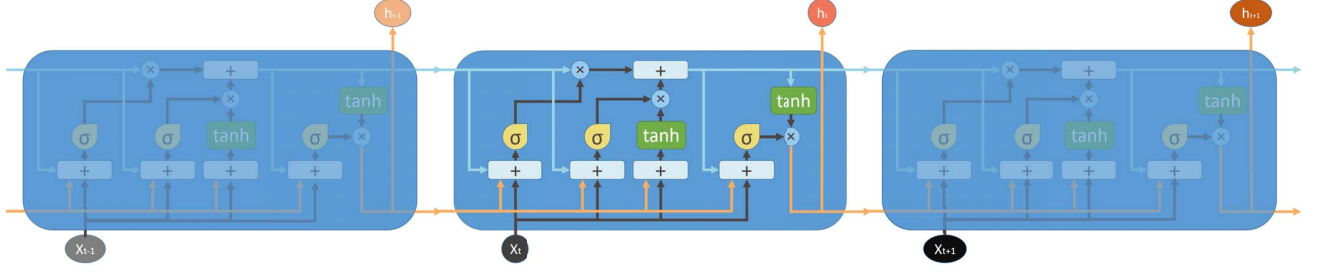 hₜ₋₁ hₜ hₜ₊₁
× + × + × +
× tanh × tanh × tanh
σ σ tanh σ × σ σ tanh σ × σ σ tanh σ ×
+ + + + + + + + + + + +
Xₜ₋₁ Xₜ Xₜ₊₁